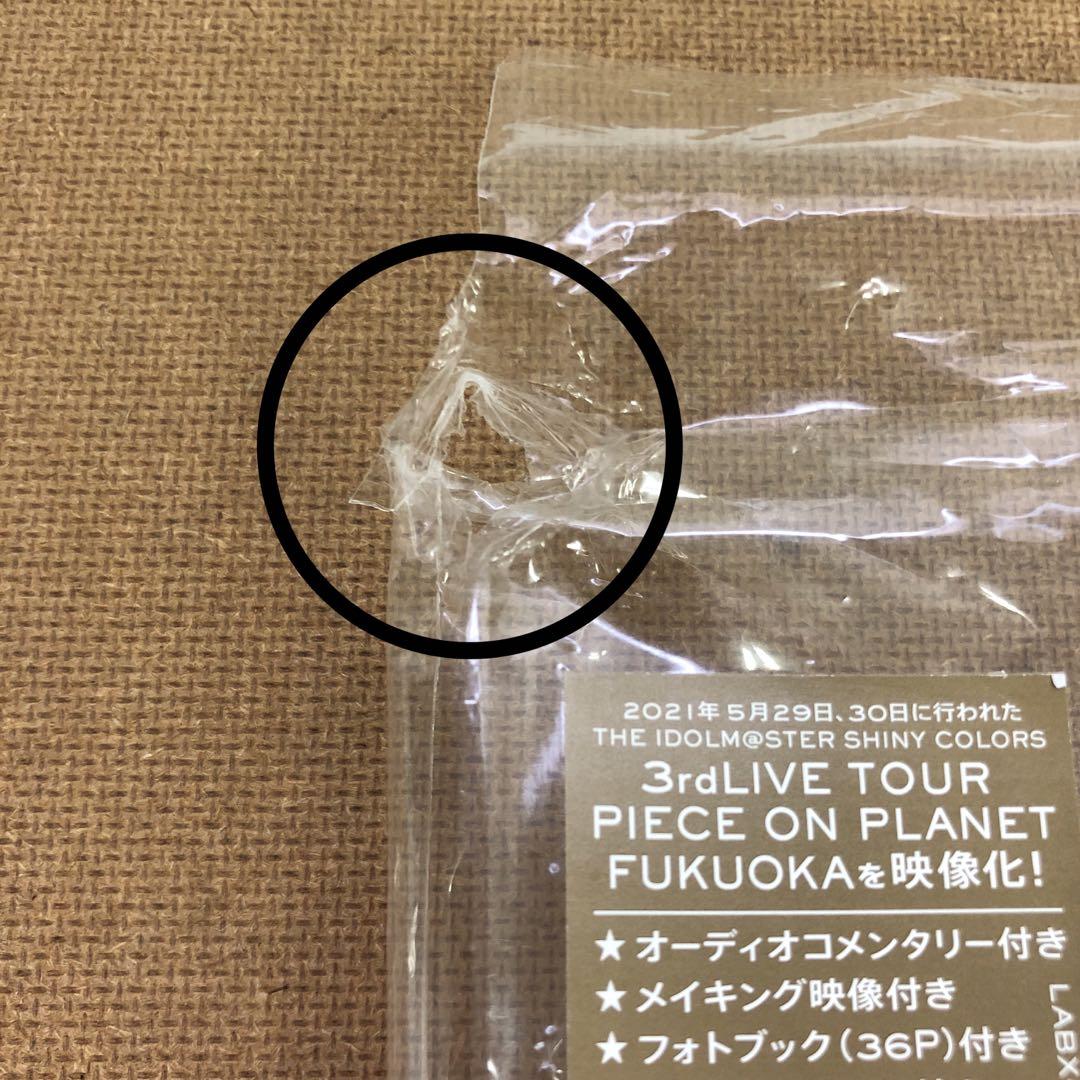 2021年5月29日、30日に行われた
THE IDOLM@STER SHINY COLORS
3rdLIVE TOUR
PIECE ON PLANET
FUKUOKAを映像化!
★オーディオコメンタリー付き
★メイキング映像付き
★フォトブック(36P)付き
LABX